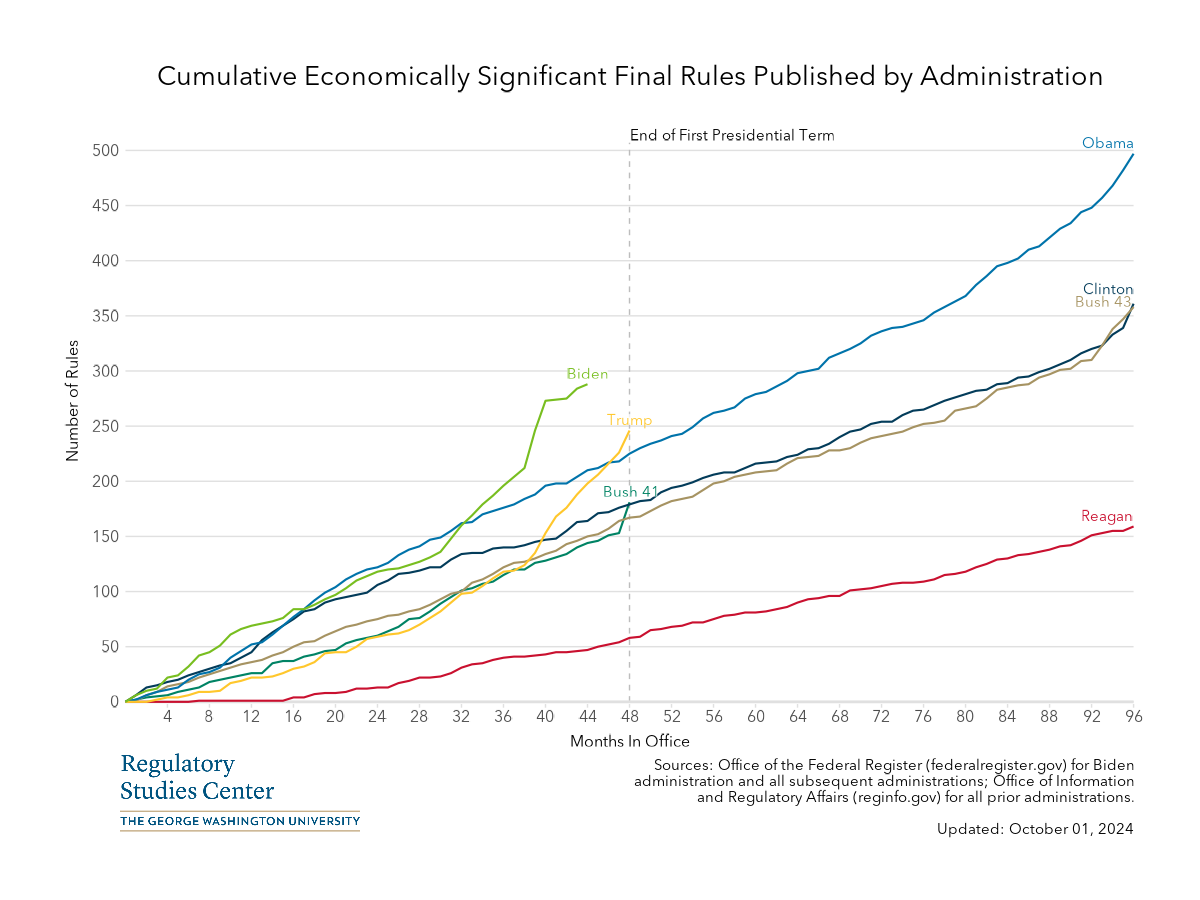 Cumulative Economically Significant Final Rules Published by Administration
End of First Presidential Term
Obama
500
450
400
Clinton
Bush 43
350
300
Biden
250
Trump
200
Bush 41
Reagan
150
100
50
0
Number of Rules
4 8 12 16 20 24 28 32 36 40 44 48 52 56 60 64 68 72 76 80 84 88 92 96
Months In Office
Regulatory
Studies Center
THE GEORGE WASHINGTON UNIVERSITY
Sources: Office of the Federal Register (federalregister.gov) for Biden
administration and all subsequent administrations; Office of Information
and Regulatory Affairs (reginfo.gov) for all prior administrations.
Updated: October 01, 2024